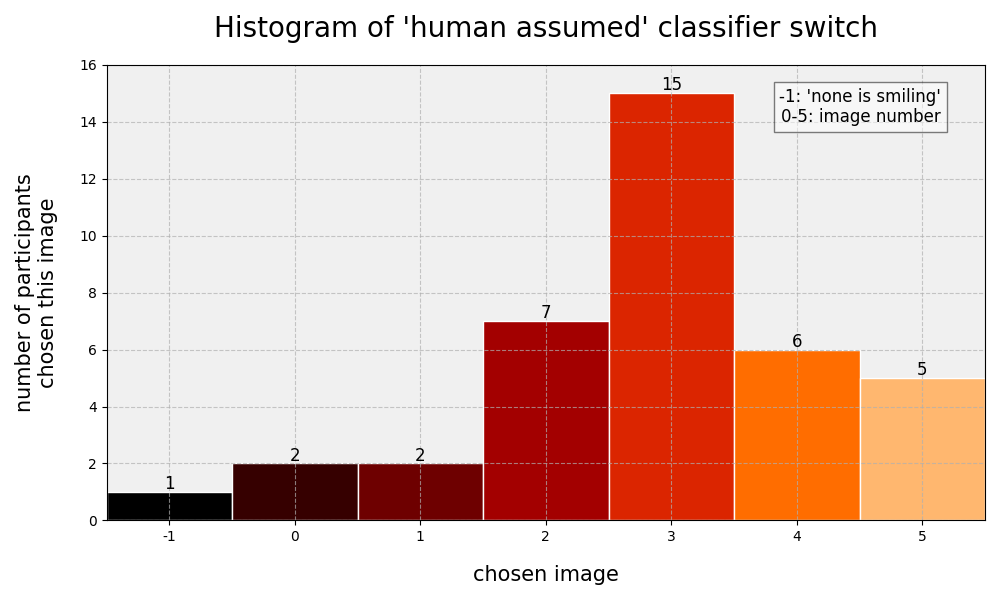 Histogram of 'human assumed' classifier switch
number of participants
chosen this image
16
14
12
10
8
6
4
2
0
1
2
2
7
15
6
5
-1: 'none is smiling'
0-5: image number
-1 0 1 2 3 4 5
chosen image